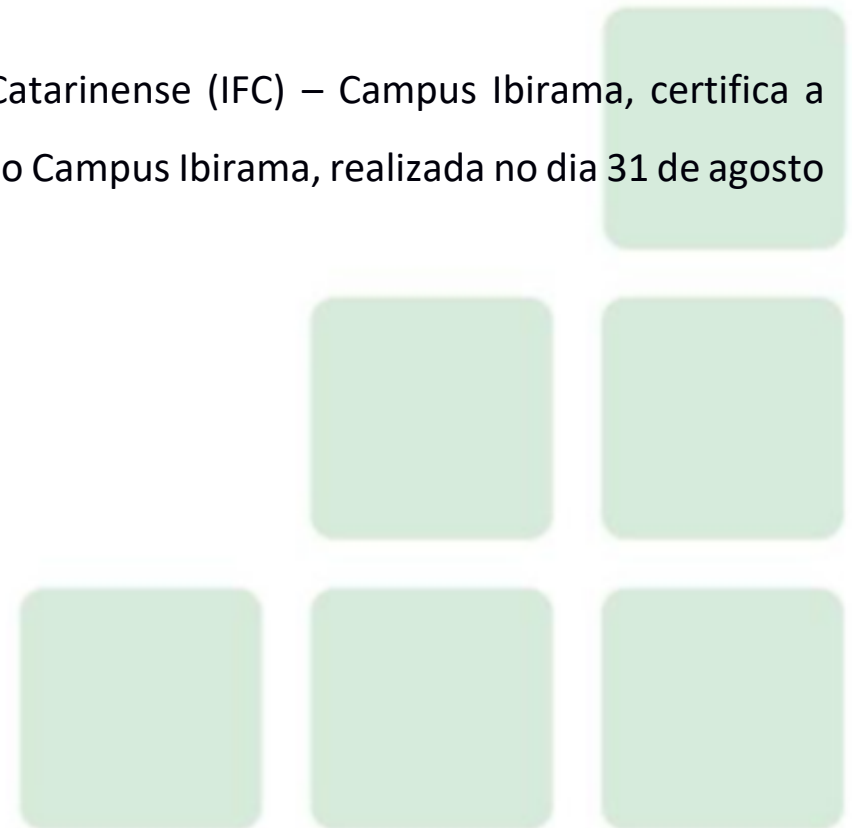 Catarinense (IFC) – Campus Ibirama, certifica a
o Campus Ibirama, realizada no dia 31 de agosto